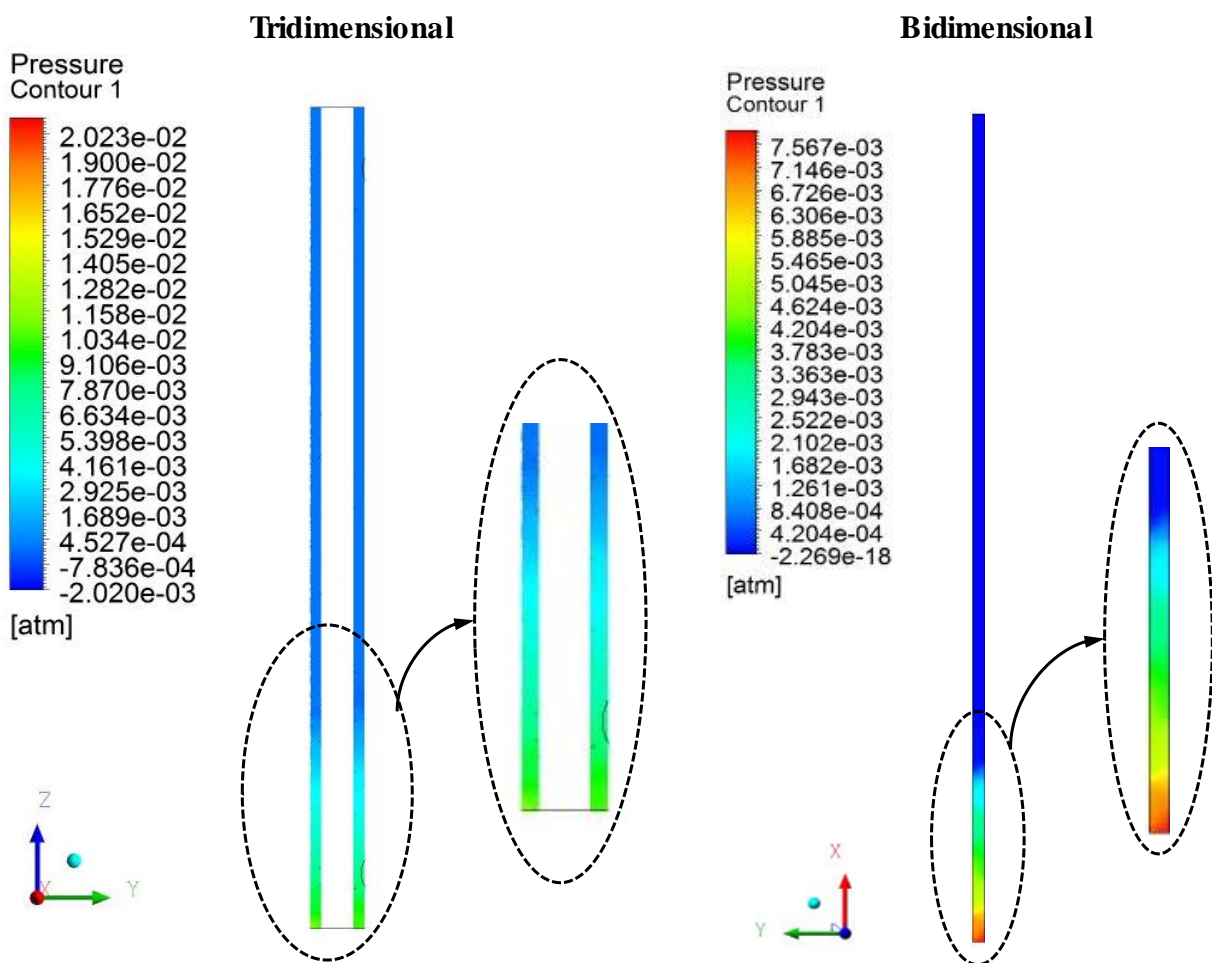 Tridimensional
Pressure
Contour 1
2.023e-02
1.900e-02
1.776e-02
1.652e-02
1.529e-02
1.405e-02
1.282e-02
1.158e-02
1.034e-02
9.106e-03
7.870e-03
6.634e-03
5.398e-03
4.161e-03
2.925e-03
1.689e-03
4.527e-04
-7.836e-04
-2.020e-03
[atm]
Z
X
Y
Bidimensional
Pressure
Contour 1
7.567e-03
7.146e-03
6.726e-03
6.306e-03
5.885e-03
5.465e-03
5.045e-03
4.624e-03
4.204e-03
3.783e-03
3.363e-03
2.943e-03
2.522e-03
2.102e-03
1.682e-03
1.261e-03
8.408e-04
4.204e-04
-2.269e-18
[atm]
X
Y
Z